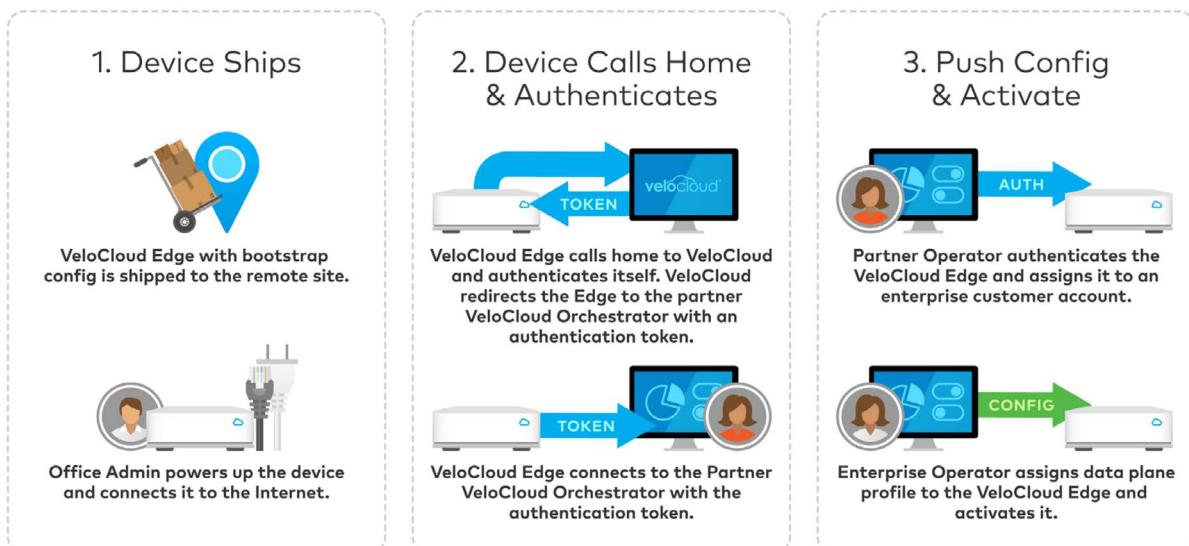 1. Device Ships
VeloCloud Edge with bootstrap
config is shipped to the remote site.
Office Admin powers up the device
and connects it to the Internet.
2. Device Calls Home
& Authenticates
velocloud
TOKEN
VeloCloud Edge calls home to VeloCloud
and authenticates itself. VeloCloud
redirects the Edge to the partner
VeloCloud Orchestrator with an
authentication token.
TOKEN
VeloCloud Edge connects to the Partner
VeloCloud Orchestrator with the
authentication token.
3. Push Config
& Activate
AUTH
Partner Operator authenticates the
VeloCloud Edge and assigns it to an
enterprise customer account.
CONFIG
Enterprise Operator assigns data plane
profile to the VeloCloud Edge and
activates it.